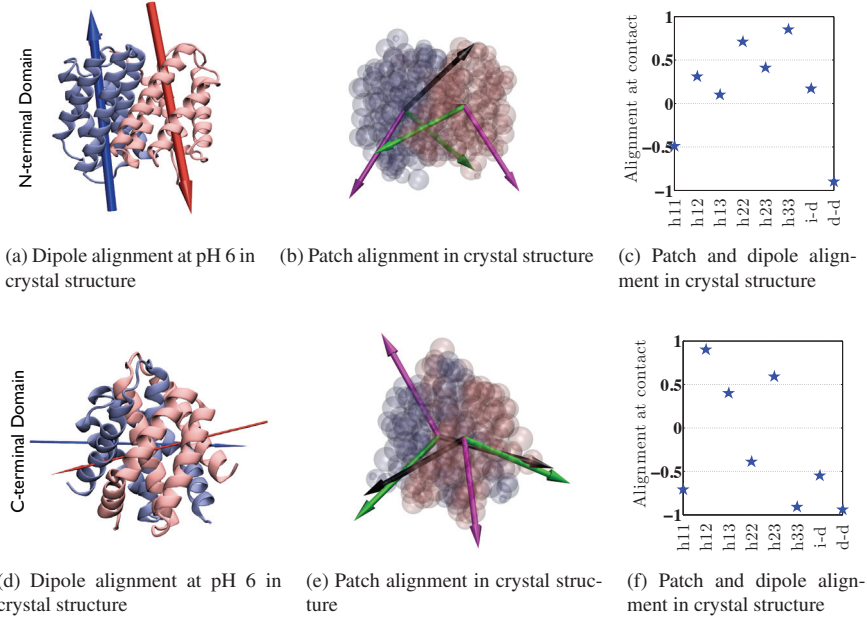 N-terminal Domain
(a) Dipole alignment at pH 6 in
crystal structure
(b) Patch alignment in crystal structure
Alignment at contact
1
0.5
0
−0.5
−1
h11
h12
h13
h22
h23
h33
i-d
d-d
(c) Patch and dipole align-
ment in crystal structure
C-terminal Domain
(d) Dipole alignment at pH 6 in
crystal structure
(e) Patch alignment in crystal struc-
ture
Alignment at contact
1
0.5
0
−0.5
−1
h11
h12
h13
h22
h23
h33
i-d
d-d
(f) Patch and dipole align-
ment in crystal structure